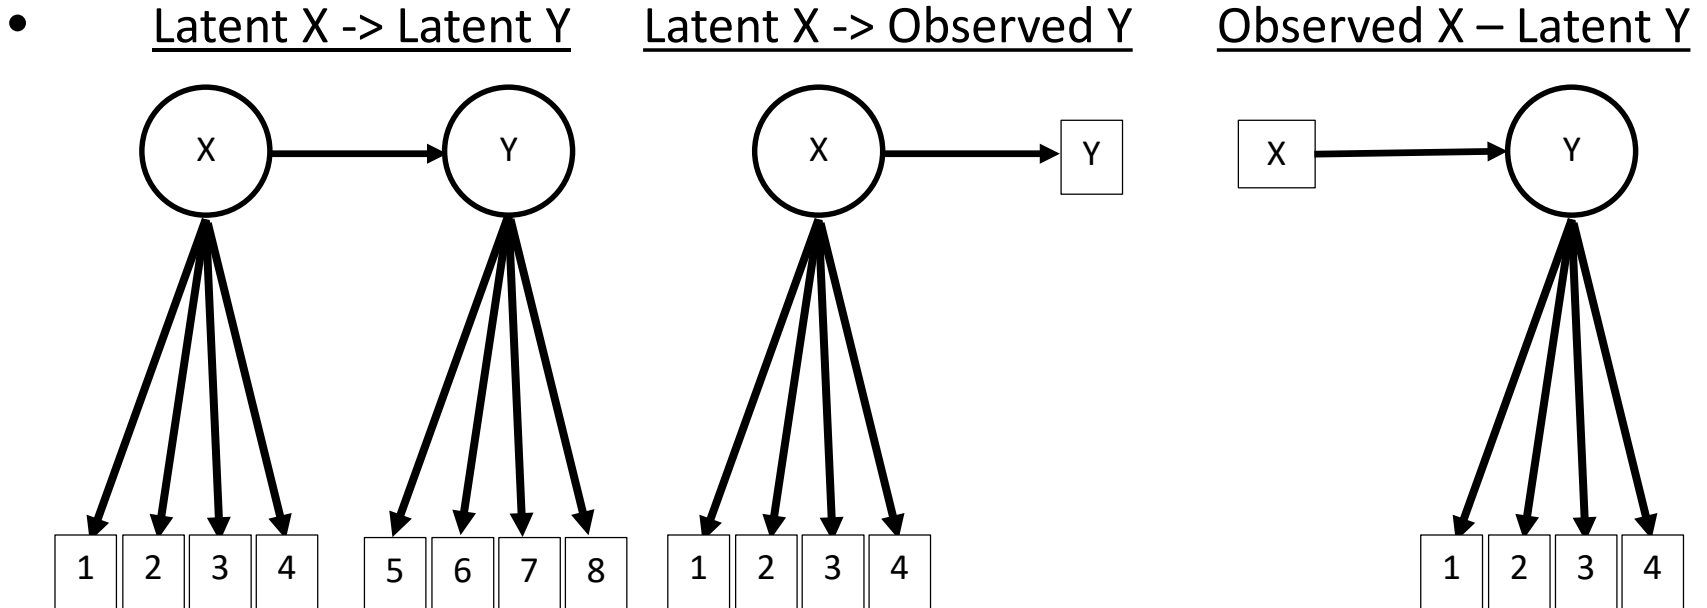 • Latent X -> Latent Y Latent X -> Observed Y Observed X – Latent Y
X Y X Y X Y
1 2 3 4 5 6 7 8 1 2 3 4 1 2 3 4